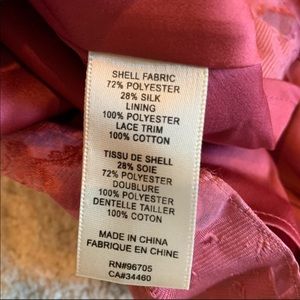 SHELL FABRIC
72% POLYESTER
28% SILK
LINING
100% POLYESTER
LACE TRIM
100% COTTON
TISSU DE SHELL
28% SOIE
72% POLYESTER
DOUBLURE
100% POLYESTER
DENTELLE TAILLER
100% COTON
MADE IN CHINA
FABRIQUE EN CHINE
RN#96705
CA#34460